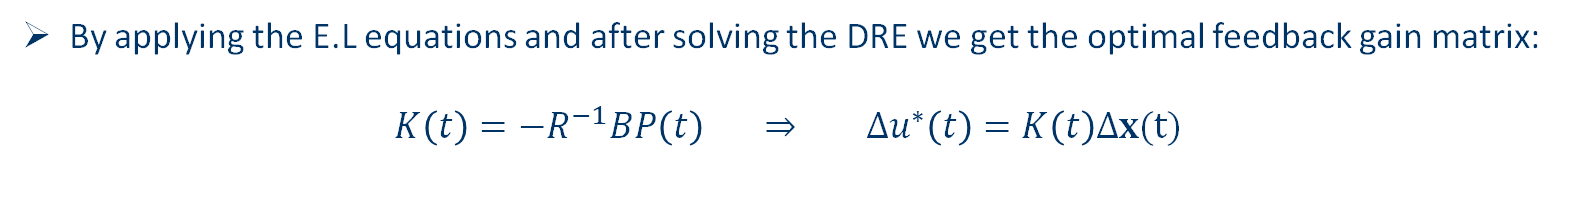 ➢ By applying the E.L equations and after solving the DRE we get the optimal feedback gain matrix:
K(t) = −R⁻¹BP(t) ⇒ Δu*(t) = K(t)Δx(t)